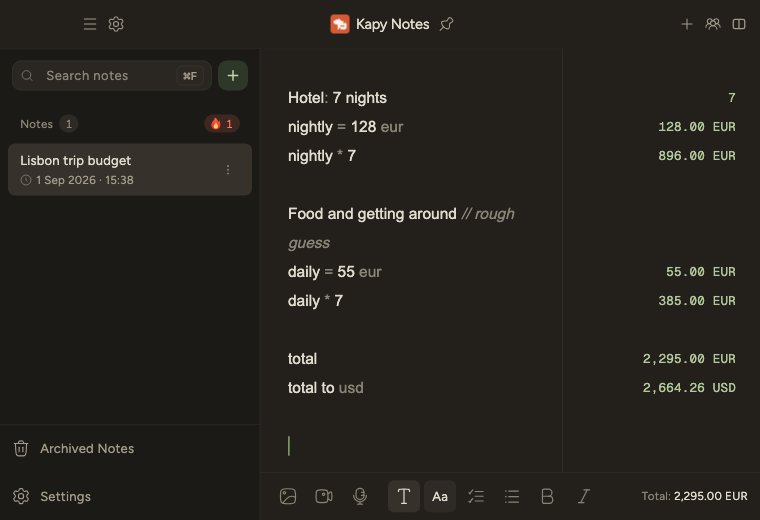 Kapy Notes
Search notes ⌘F
Notes 1
1
Lisbon trip budget
1 Sep 2026 · 15:38
Archived Notes
Settings
Hotel: 7 nights 7
nightly = 128 eur 128.00 EUR
nightly * 7 896.00 EUR
Food and getting around // rough
guess
daily = 55 eur 55.00 EUR
daily * 7 385.00 EUR
total 2,295.00 EUR
total to usd 2,664.26 USD
T Aa B I Total: 2,295.00 EUR